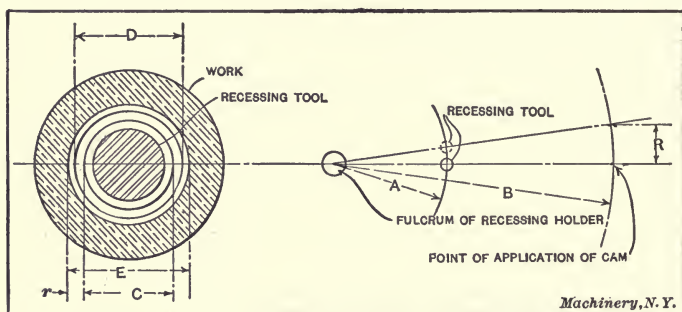 D
WORK
RECESSING TOOL
E
r
C
RECESSING TOOL
R
A
B
FULCRUM OF RECESSING HOLDER
POINT OF APPLICATION OF CAM
Machinery, N.Y.